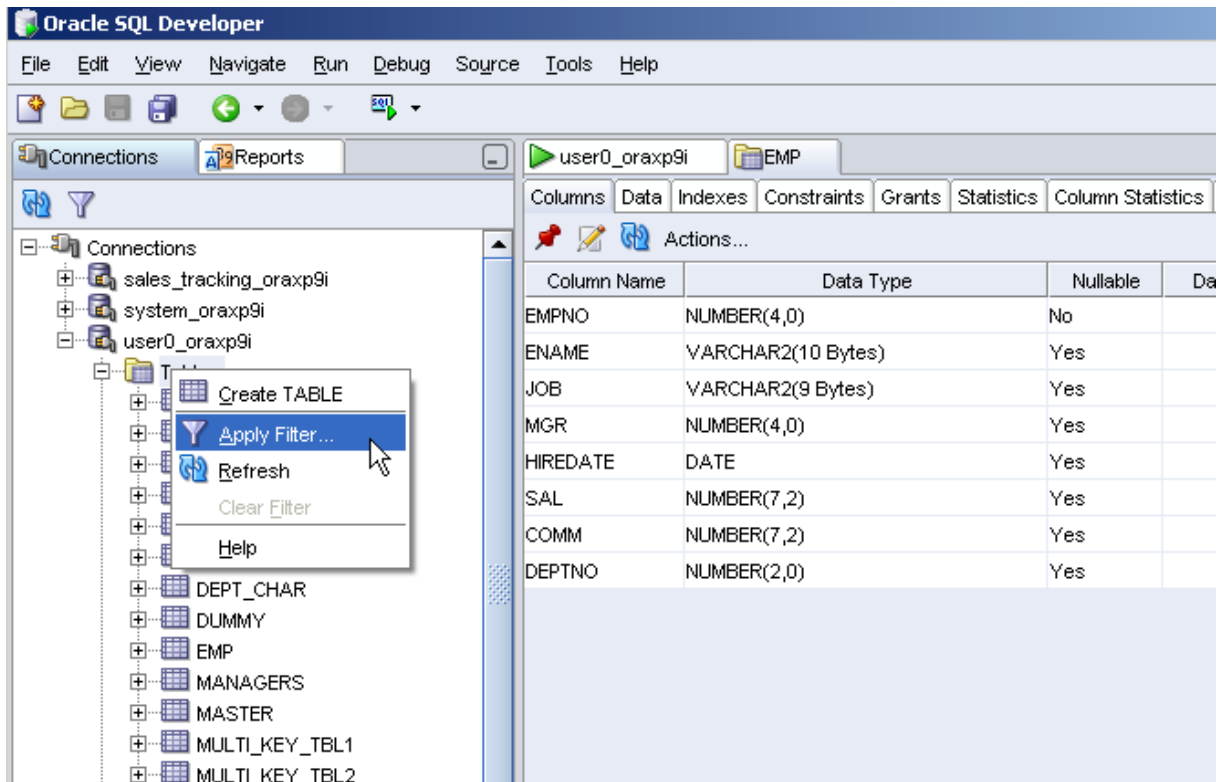 Oracle SQL Developer
File Edit View Navigate Run Debug Source Tools Help
Connections Reports
user0_oraxp9i EMP
Columns Data Indexes Constraints Grants Statistics Column Statistics
Actions...
Connections
sales_tracking_oraxp9i
system_oraxp9i
user0_oraxp9i
Create TABLE
Apply Filter...
Refresh
Clear Filter
Help
DEPT_CHAR
DUMMY
EMP
MANAGERS
MASTER
MULTI_KEY_TBL1
MULTI_KEY_TBL2
Column Name Data Type Nullable Da
EMPNO NUMBER(4,0) No
ENAME VARCHAR2(10 Bytes) Yes
JOB VARCHAR2(9 Bytes) Yes
MGR NUMBER(4,0) Yes
HIREDATE DATE Yes
SAL NUMBER(7,2) Yes
COMM NUMBER(7,2) Yes
DEPTNO NUMBER(2,0) Yes